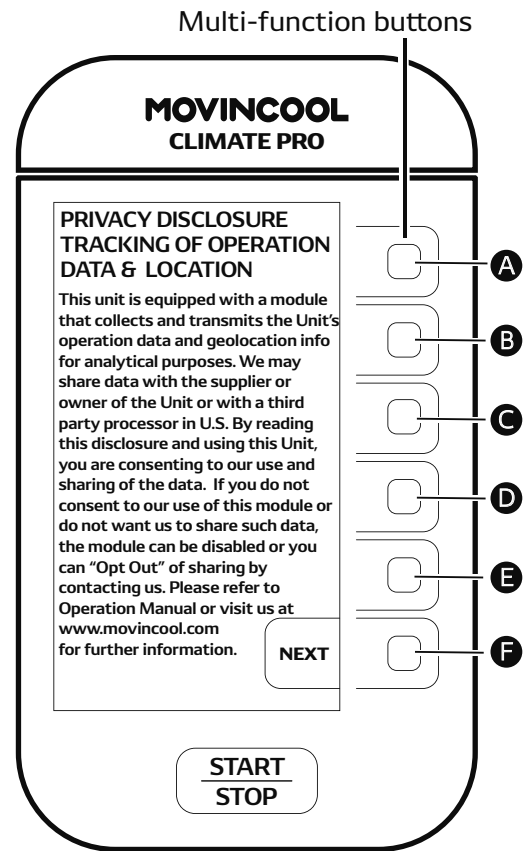 Multi-function buttons
MOVINCOOL
CLIMATE PRO
PRIVACY DISCLOSURE
TRACKING OF OPERATION
DATA & LOCATION
This unit is equipped with a module
that collects and transmits the Unit's
operation data and geolocation info
for analytical purposes. We may
share data with the supplier or
owner of the Unit or with a third
party processor in U.S. By reading
this disclosure and using this Unit,
you are consenting to our use and
sharing of the data. If you do not
consent to our use of this module or
do not want us to share such data,
the module can be disabled or you
can “Opt Out” of sharing by
contacting us. Please refer to
Operation Manual or visit us at
www.movincool.com
for further information.
NEXT
A
B
C
D
E
F
START
STOP